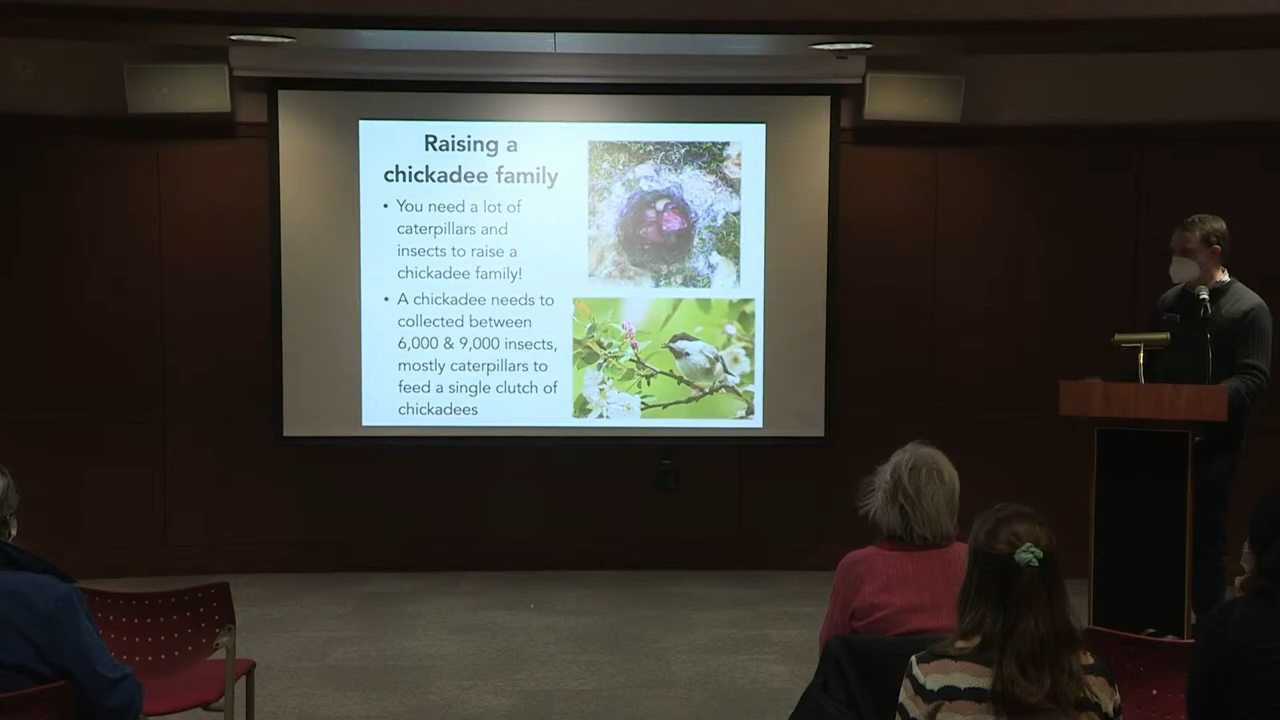 Raising a
chickadee family
• You need a lot of
caterpillars and
insects to raise a
chickadee family!
• A chickadee needs to
collected between
6,000 & 9,000 insects,
mostly caterpillars to
feed a single clutch of
chickadees